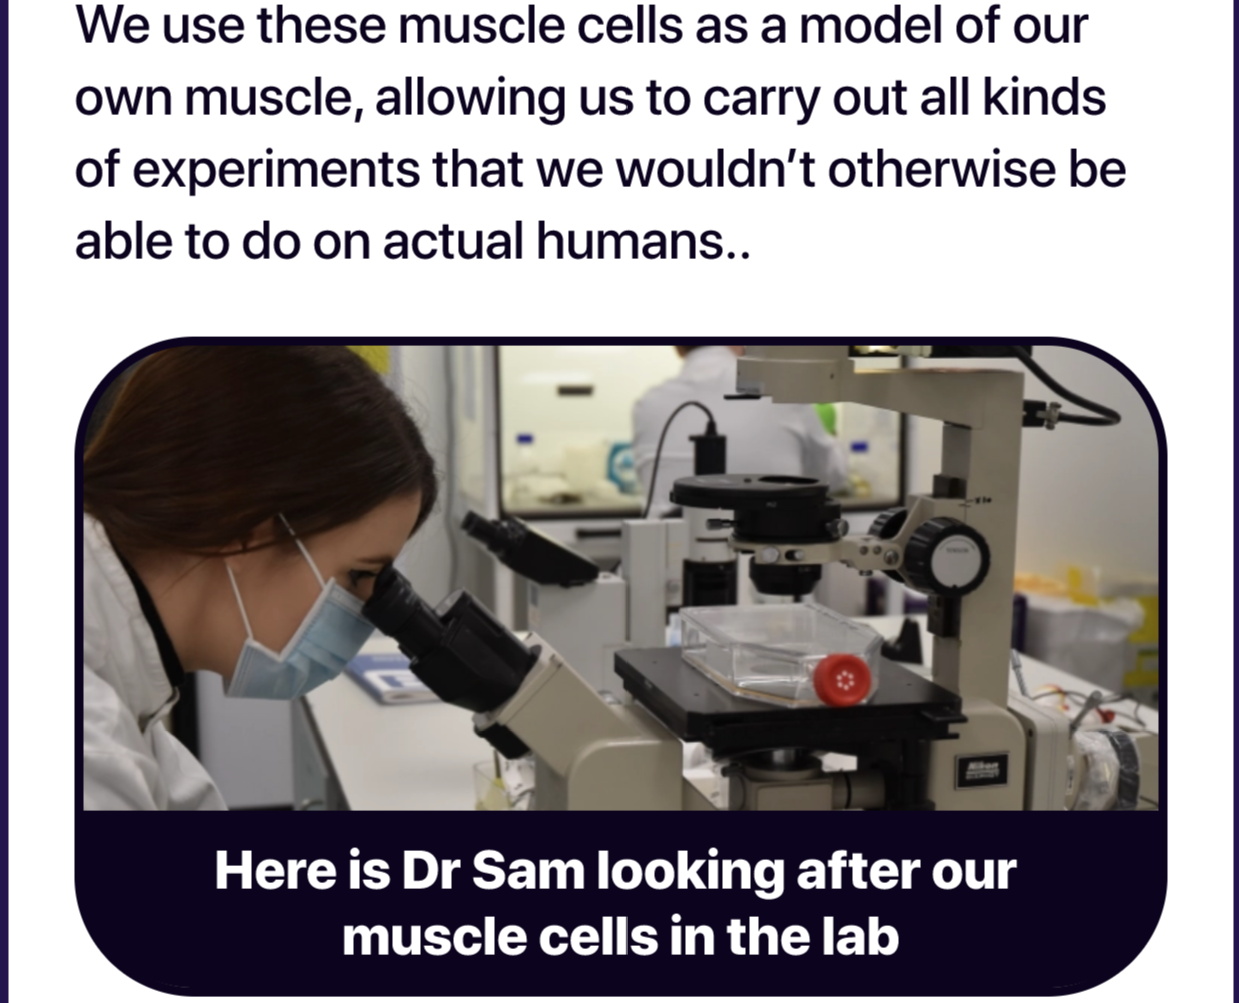 We use these muscle cells as a model of our
own muscle, allowing us to carry out all kinds
of experiments that we wouldn’t otherwise be
able to do on actual humans..
Nikon
Here is Dr Sam looking after our
muscle cells in the lab